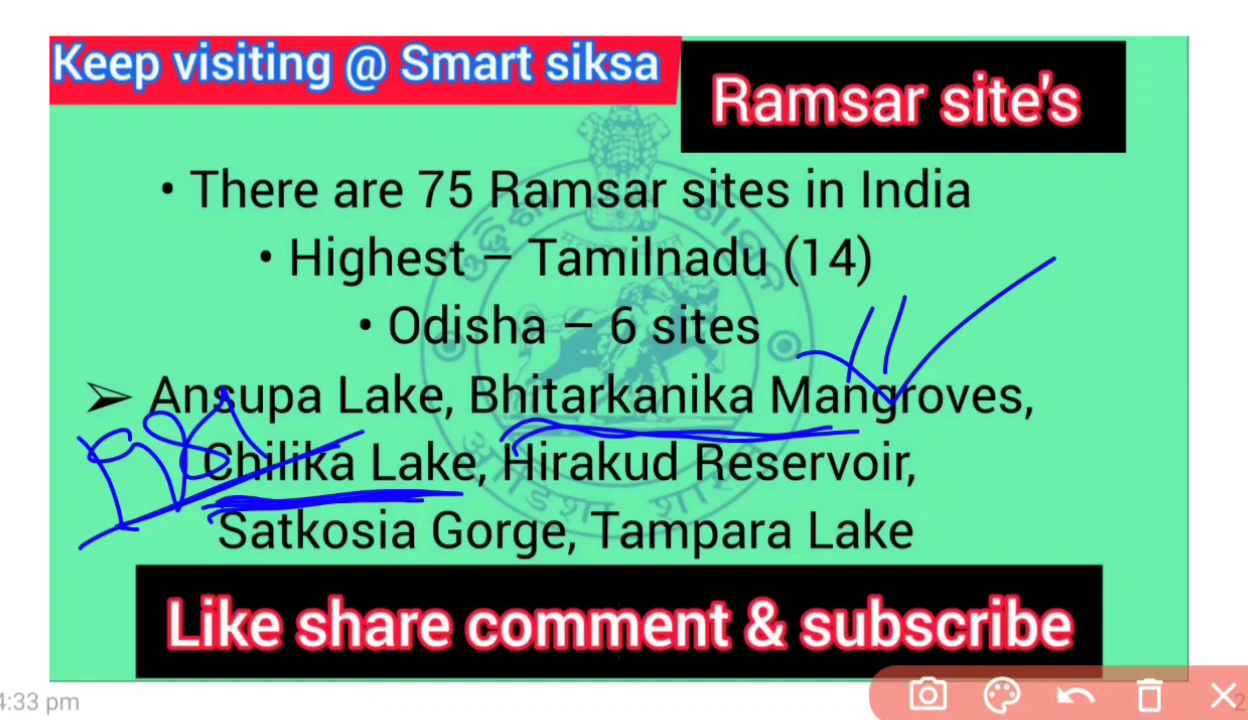 Keep visiting @ Smart siksa
Ramsar site's
• There are 75 Ramsar sites in India
• Highest – Tamilnadu (14)
• Odisha – 6 sites
➢ Ansupa Lake, Bhitarkanika Mangroves,
Chilika Lake, Hirakud Reservoir,
Satkosia Gorge, Tampara Lake
Like share comment & subscribe
4:33 pm